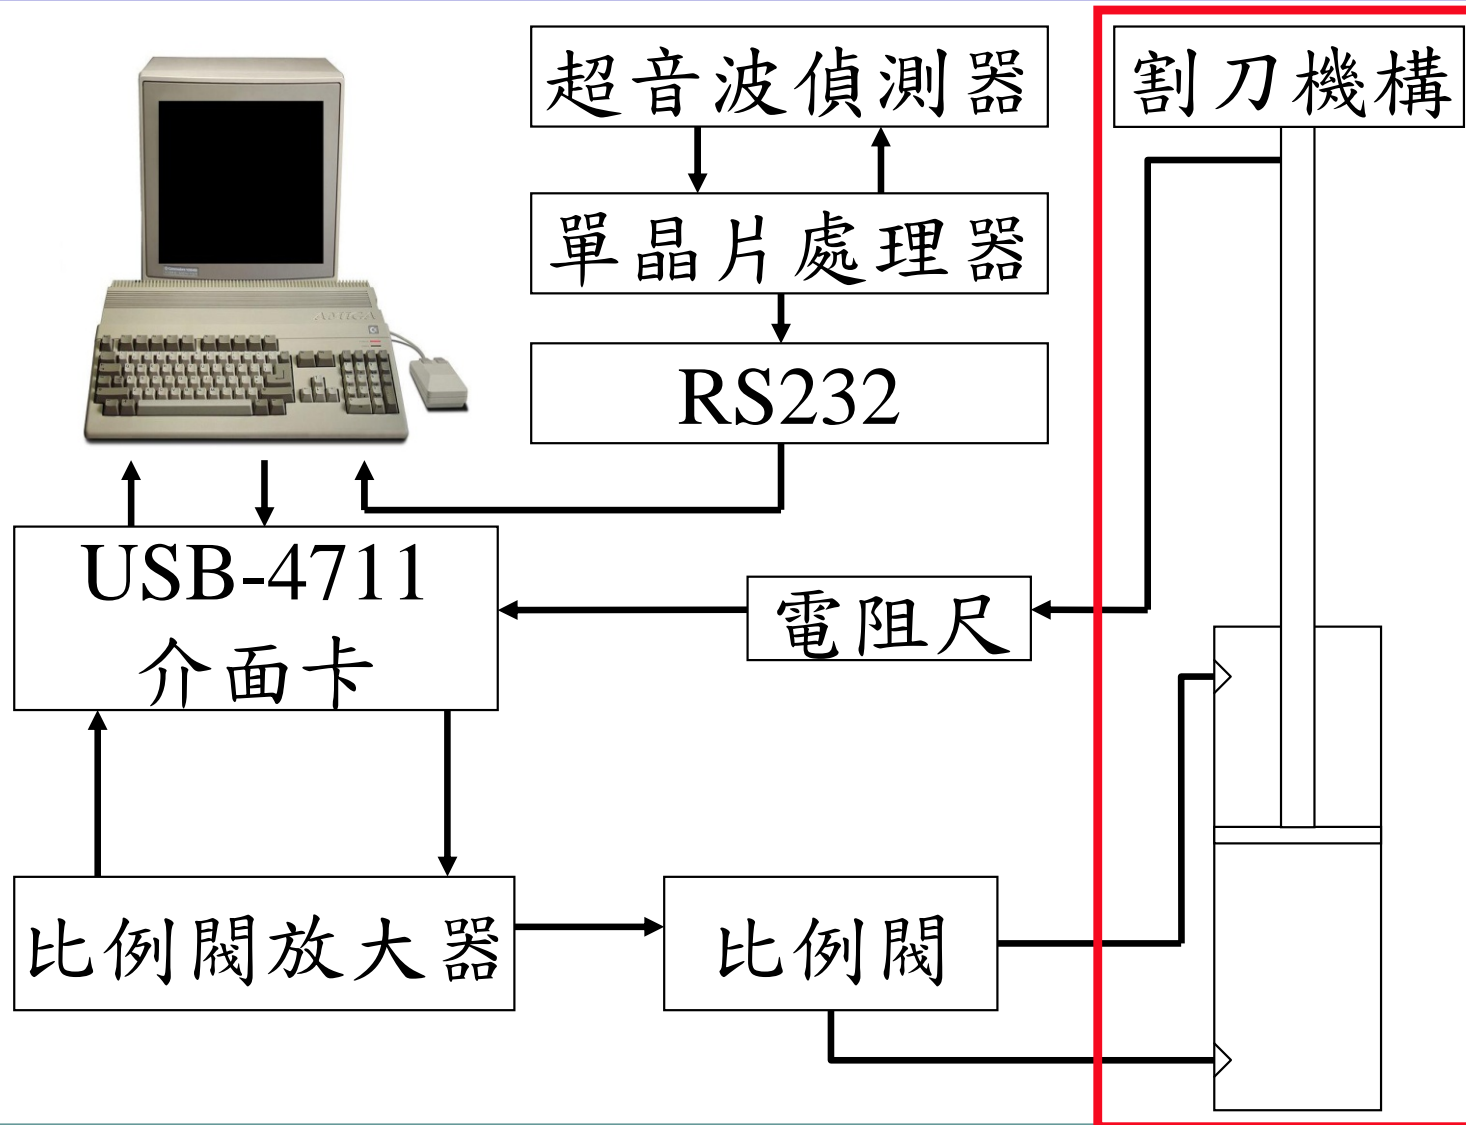 超音波偵測器
割刀機構
單晶片處理器
AMIGA
RS232
USB-4711
介面卡
電阻尺
比例閥放大器
比例閥